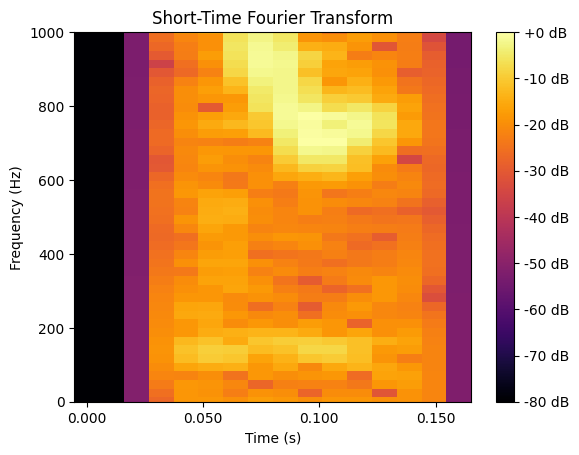 Short-Time Fourier Transform
Frequency (Hz)
1000
800
600
400
200
0
0.000
0.050
0.100
0.150
Time (s)
+0 dB
-10 dB
-20 dB
-30 dB
-40 dB
-50 dB
-60 dB
-70 dB
-80 dB